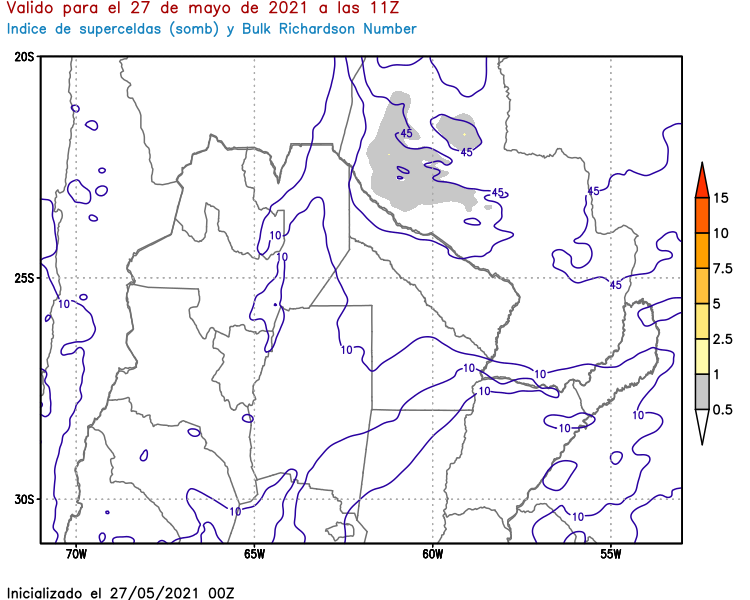 Valido para el 27 de mayo de 2021 a las 11Z
Indice de superceldas (somb) y Bulk Richardson Number
20S
45
45
45
45
15
10
10
10
7.5
25S
45
10
5
2.5
10
10
10
1
10
10
0.5
10
30S
10
10
70W
65W
60W
55W
Inicializado el 27/05/2021 00Z